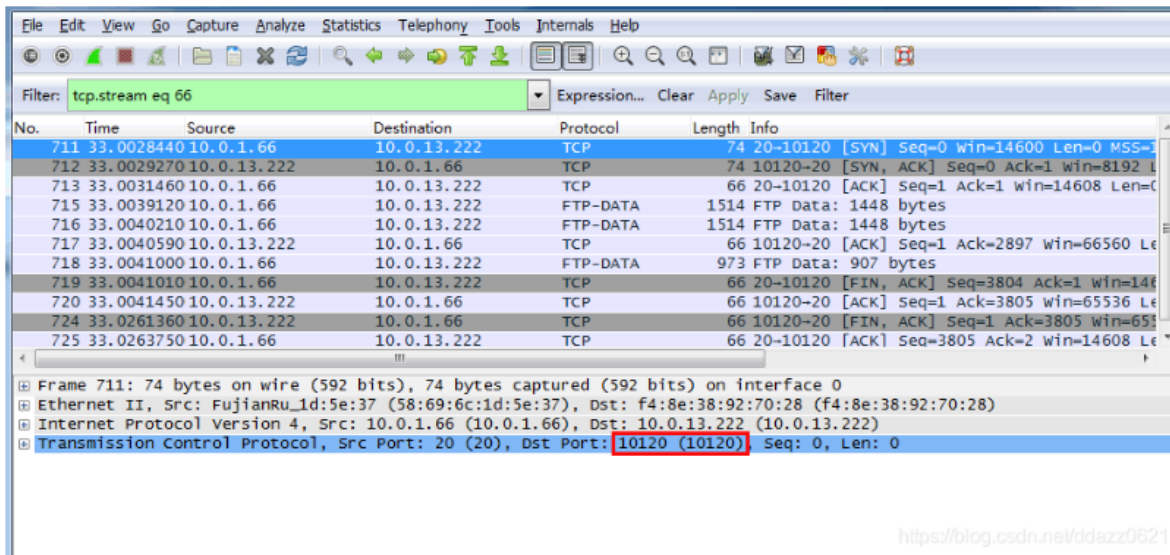 File Edit View Go Capture Analyze Statistics Telephony Tools Internals Help
Filter: tcp.stream eq 66 Expression... Clear Apply Save Filter
No. Time Source Destination Protocol Length Info
711 33.0028440 10.0.1.66 10.0.13.222 TCP 74 20→10120 [SYN] Seq=0 Win=14600 Len=0 MSS=1
712 33.0029270 10.0.13.222 10.0.1.66 TCP 74 10120→20 [SYN, ACK] Seq=0 Ack=1 Win=8192 L
713 33.0031460 10.0.1.66 10.0.13.222 TCP 66 20→10120 [ACK] Seq=1 Ack=1 Win=14608 Len=0
715 33.0039120 10.0.1.66 10.0.13.222 FTP-DATA 1514 FTP Data: 1448 bytes
716 33.0040210 10.0.1.66 10.0.13.222 FTP-DATA 1514 FTP Data: 1448 bytes
717 33.0040590 10.0.13.222 10.0.1.66 TCP 66 10120→20 [ACK] Seq=1 Ack=2897 Win=66560 Le
718 33.0041000 10.0.1.66 10.0.13.222 FTP-DATA 973 FTP Data: 907 bytes
719 33.0041010 10.0.1.66 10.0.13.222 TCP 66 20→10120 [FIN, ACK] Seq=3804 Ack=1 Win=146
720 33.0041450 10.0.13.222 10.0.1.66 TCP 66 10120→20 [ACK] Seq=1 Ack=3805 Win=65536 Le
724 33.0261360 10.0.13.222 10.0.1.66 TCP 66 10120→20 [FIN, ACK] Seq=1 Ack=3805 Win=655
725 33.0263750 10.0.1.66 10.0.13.222 TCP 66 20→10120 [ACK] Seq=3805 Ack=2 Win=14608 Le
Frame 711: 74 bytes on wire (592 bits), 74 bytes captured (592 bits) on interface 0
Ethernet II, Src: FujianRu_1d:5e:37 (58:69:6c:1d:5e:37), Dst: f4:8e:38:92:70:28 (f4:8e:38:92:70:28)
Internet Protocol Version 4, Src: 10.0.1.66 (10.0.1.66), Dst: 10.0.13.222 (10.0.13.222)
Transmission Control Protocol, Src Port: 20 (20), Dst Port: 10120 (10120), Seq: 0, Len: 0
https://blog.csdn.net/ddazz0621